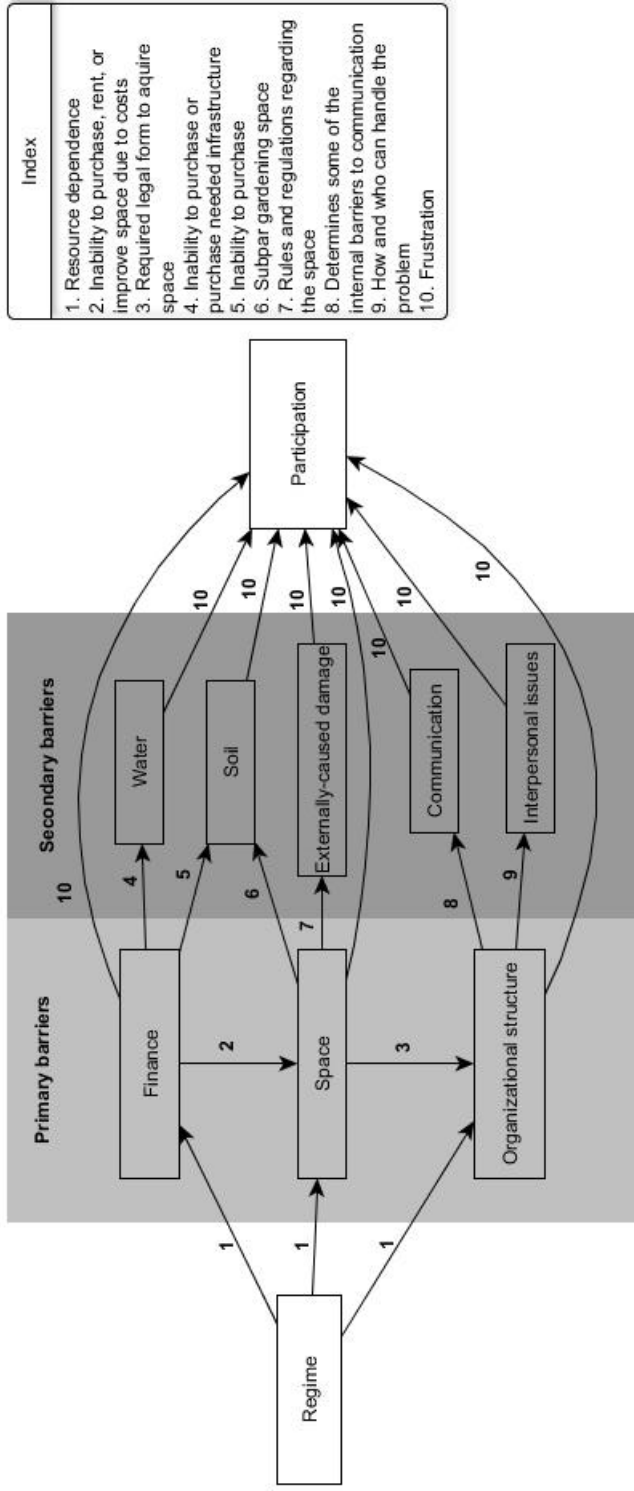 Primary barriers
Secondary barriers
Regime
1
1
1
Finance
Space
Organizational structure
2
3
4
5
6
7
8
9
Water
Soil
Externally-caused damage
Communication
Interpersonal issues
10
10
10
10
10
10
10
10
Participation
Index
1. Resource dependence
2. Inability to purchase, rent, or
improve space due to costs
3. Required legal form to aquire
space
4. Inability to purchase or
purchase needed infrastructure
5. Inability to purchase
6. Subpar gardening space
7. Rules and regulations regarding
the space
8. Determines some of the
internal barriers to communication
9. How and who can handle the
problem
10. Frustration